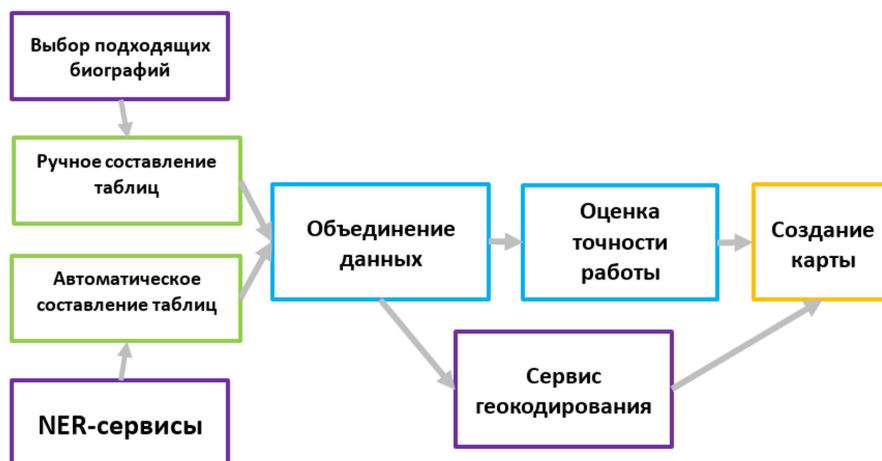 Выбор подходящих
биографий
Ручное составление
таблиц
Автоматическое
составление таблиц
NER-сервисы
Объединение
данных
Оценка
точности
работы
Сервис
геокодирования
Создание
карты